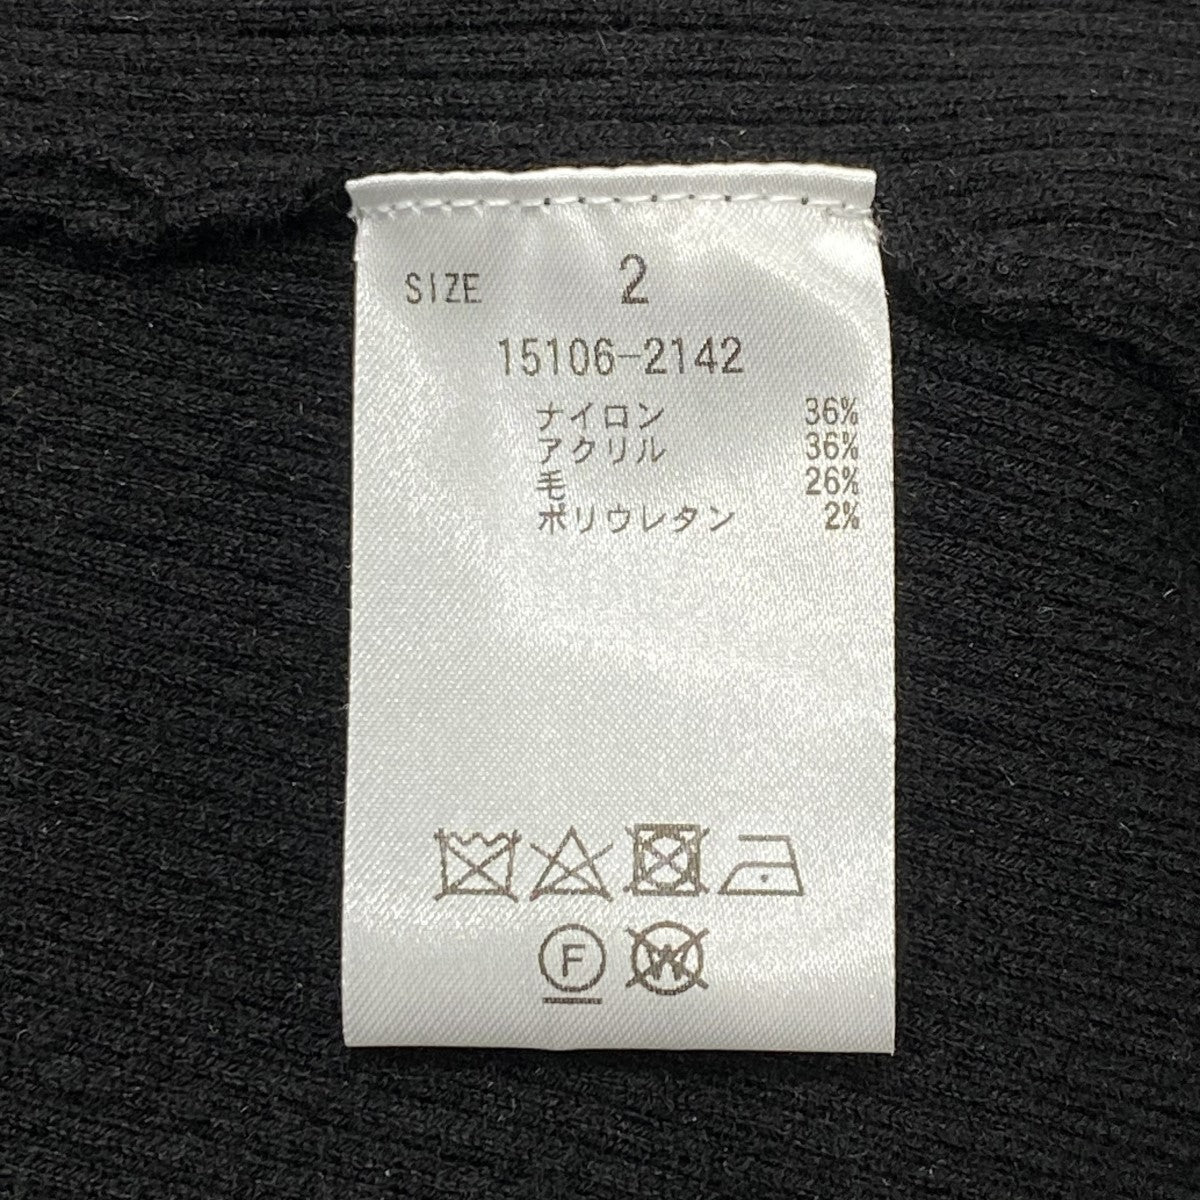 SIZE 2
15106-2142
ナイロン 36%
アクリル 36%
毛 26%
ポリウレタン 2%
F W